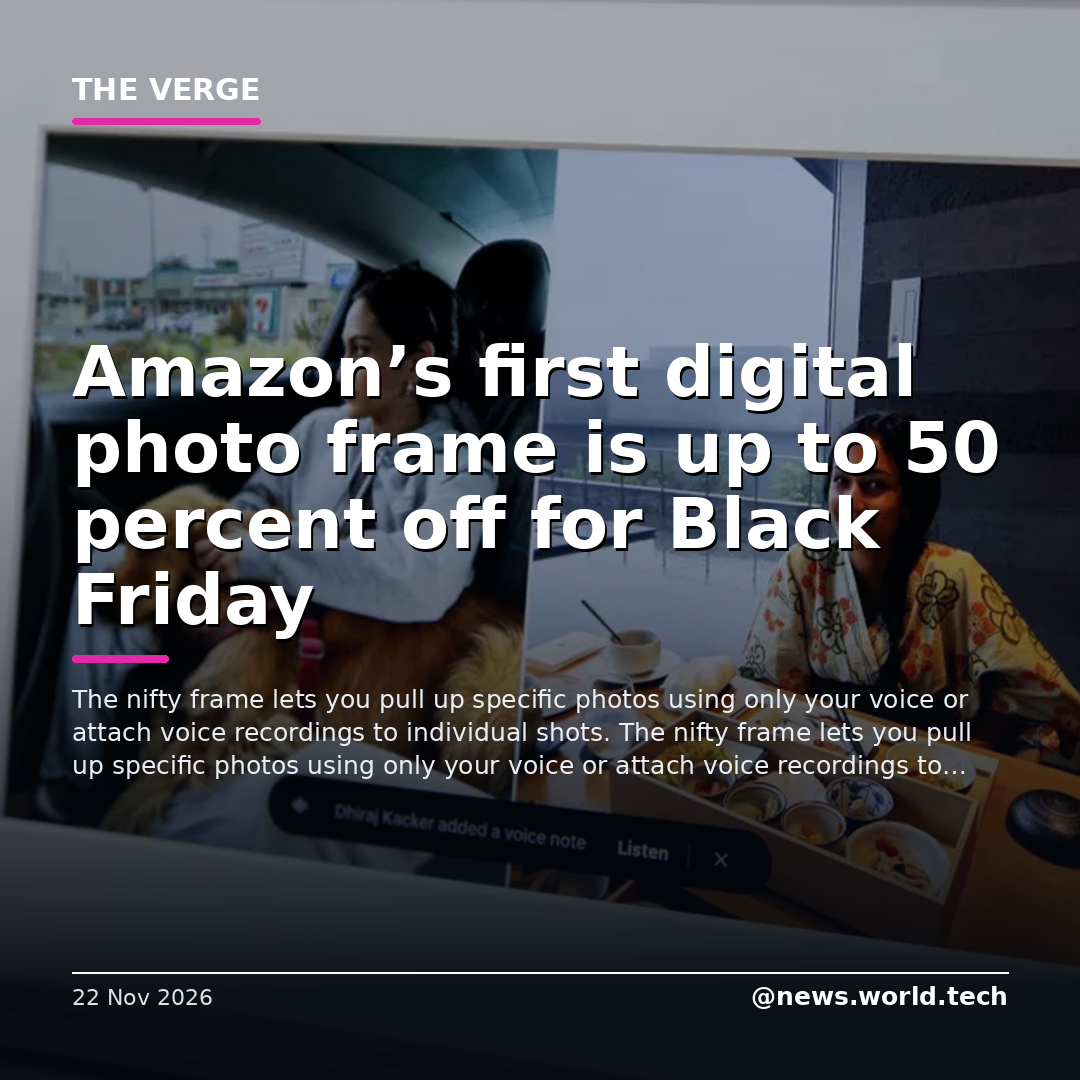 THE VERGE
Amazon’s first digital
photo frame is up to 50
percent off for Black
Friday
The nifty frame lets you pull up specific photos using only your voice or
attach voice recordings to individual shots. The nifty frame lets you pull
up specific photos using only your voice or attach voice recordings to…
Dhiraj Kacker added a voice note Listen ×
22 Nov 2026
@news.world.tech